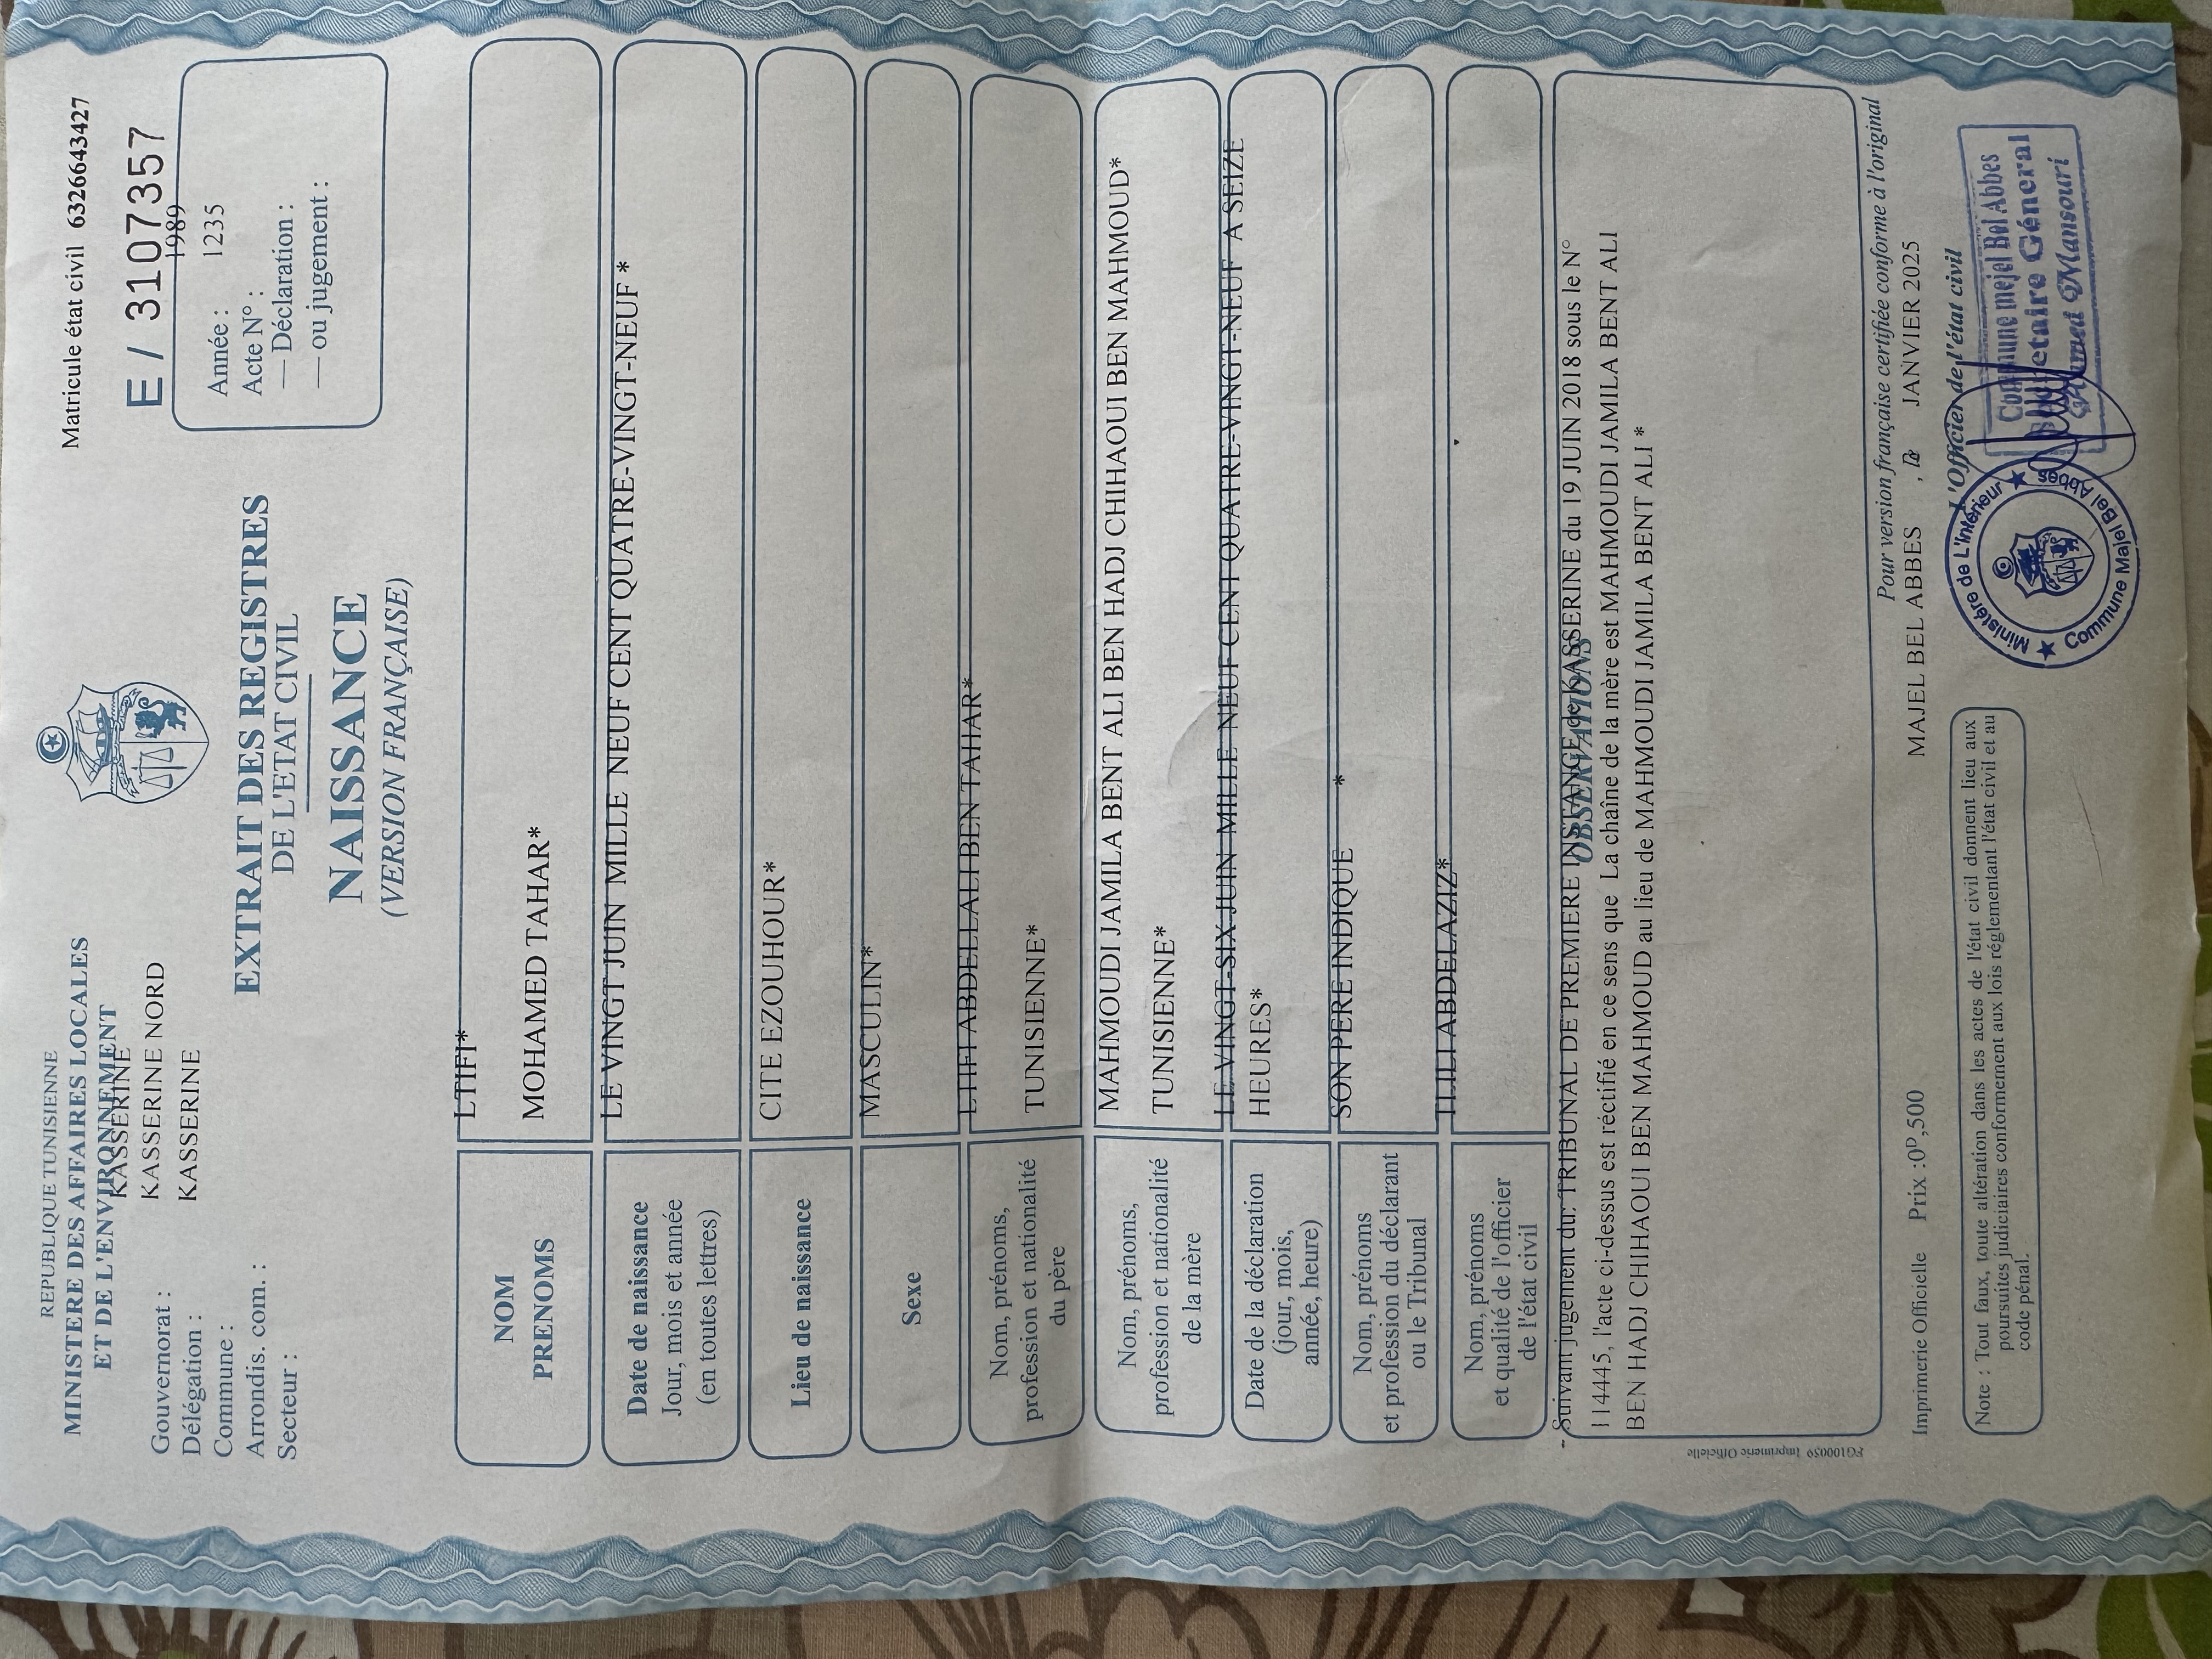 REPUBLIQUE TUNISIENNE
MINISTERE DES AFFAIRES LOCALES
ET DE L'ENVIRONNEMENT
Gouvernorat : KASSERINE
Délégation : KASSERINE NORD
Commune : KASSERINE
Arrondis. com. :
Secteur :
Matricule état civil 6326643427
E / 3107357
Année : 1989
Acte N° : 1235
— Déclaration :
— ou jugement :
EXTRAIT DES REGISTRES
DE L'ETAT CIVIL
NAISSANCE
(VERSION FRANÇAISE)
NOM
PRENOMS
LTIFI*
MOHAMED TAHAR*
Date de naissance
Jour, mois et année
(en toutes lettres)
LE VINGT JUIN MILLE NEUF CENT QUATRE-VINGT-NEUF *
Lieu de naissance
CITE EZOUHOUR*
Sexe
MASCULIN*
Nom, prénoms,
profession et nationalité
du père
LTIFI ABDELLALI BEN TAHAR*
TUNISIENNE*
Nom, prénoms,
profession et nationalité
de la mère
MAHMOUDI JAMILA BENT ALI BEN HADJ CHIHAOUI BEN MAHMOUD*
TUNISIENNE*
Date de la déclaration
(jour, mois,
année, heure)
LE VINGT-SIX JUIN MILLE NEUF CENT QUATRE-VINGT-NEUF A SEIZE
HEURES*
Nom, prénoms
et profession du déclarant
ou le Tribunal
SON PERE INDIQUE *
Nom, prénoms
et qualité de l'officier
de l'état civil
TLILI ABDELAZIZ*
OBSERVATIONS
- Suivant jugement du: TRIBUNAL DE PREMIERE INSTANCE de KASSERINE du 19 JUIN 2018 sous le N°
114445, l'acte ci-dessus est réctifié en ce sens que La chaîne de la mère est MAHMOUDI JAMILA BENT ALI
BEN HADJ CHIHAOUI BEN MAHMOUD au lieu de MAHMOUDI JAMILA BENT ALI *
FG100059 Imprimerie Officielle
Pour version française certifiée conforme à l'original
Imprimerie Officielle Prix :0ᴰ,500
MAJEL BEL ABBES , le JANVIER 2025
L'Officier de l'état civil
Note : Tout faux, toute altération dans les actes de l'état civil donnent lieu aux
poursuites judiciaires conformement aux lois réglementant l'état civil et au
code pénal.
Ministére de L'Intérieur
Commune Majel Bel Abbes
Commune mejel Bel Abbes
Général
Mansouri